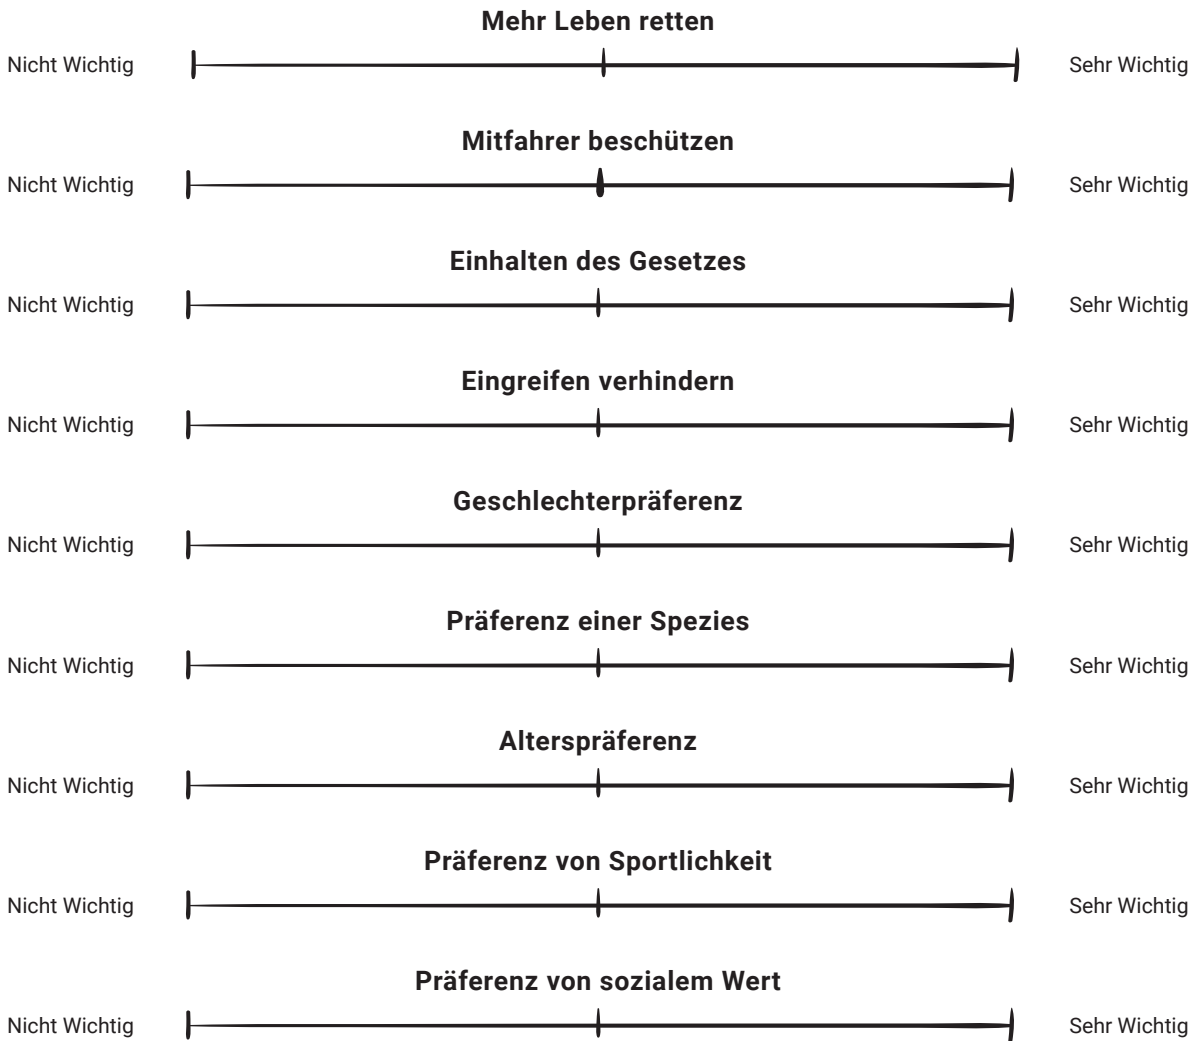 Mehr Leben retten
Nicht Wichtig Sehr Wichtig
Mitfahrer beschützen
Nicht Wichtig Sehr Wichtig
Einhalten des Gesetzes
Nicht Wichtig Sehr Wichtig
Eingreifen verhindern
Nicht Wichtig Sehr Wichtig
Geschlechterpräferenz
Nicht Wichtig Sehr Wichtig
Präferenz einer Spezies
Nicht Wichtig Sehr Wichtig
Alterspräferenz
Nicht Wichtig Sehr Wichtig
Präferenz von Sportlichkeit
Nicht Wichtig Sehr Wichtig
Präferenz von sozialem Wert
Nicht Wichtig Sehr Wichtig